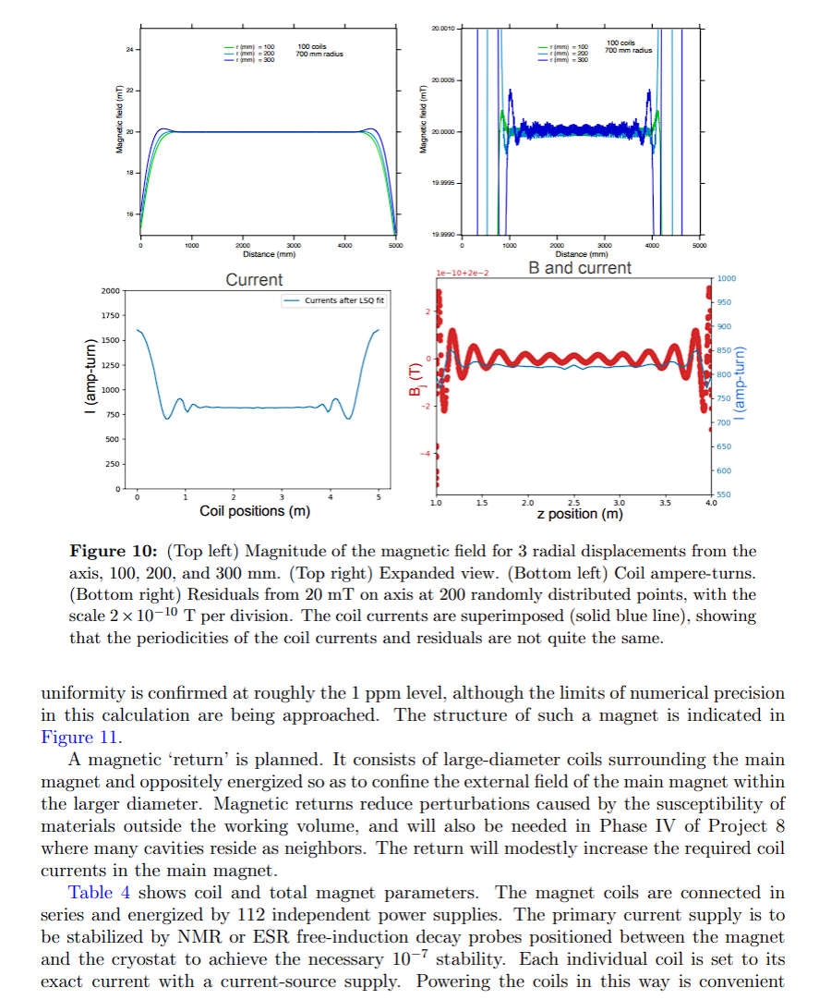 24
22
20
18
16
Magnetic field (mT)
r (mm) = 100
r (mm) = 200
r (mm) = 300
100 coils
700 mm radius
0
1000
2000
3000
4000
5000
Distance (mm)
20.0010
20.0005
20.0000
19.9995
19.9990
Magnetic field (mT)
r (mm) = 100
r (mm) = 200
r (mm) = 300
100 coils
700 mm radius
0
1000
2000
3000
4000
5000
Distance (mm)
Current
2000
1750
1500
1250
1000
750
500
250
0
I (amp-turn)
Currents after LSQ fit
0
1
2
3
4
5
Coil positions (m)
1e−10+2e−2
B and current
2
0
−2
−4
Bj (T)
1000
950
900
850
800
750
700
650
600
550
I (amp-turn)
1.0
1.5
2.0
2.5
3.0
3.5
4.0
z position (m)
Figure 10: (Top left) Magnitude of the magnetic field for 3 radial displacements from the
axis, 100, 200, and 300 mm. (Top right) Expanded view. (Bottom left) Coil ampere-turns.
(Bottom right) Residuals from 20 mT on axis at 200 randomly distributed points, with the
scale 2 × 10⁻¹⁰ T per division. The coil currents are superimposed (solid blue line), showing
that the periodicities of the coil currents and residuals are not quite the same.
uniformity is confirmed at roughly the 1 ppm level, although the limits of numerical precision
in this calculation are being approached. The structure of such a magnet is indicated in
Figure 11.
A magnetic ‘return’ is planned. It consists of large-diameter coils surrounding the main
magnet and oppositely energized so as to confine the external field of the main magnet within
the larger diameter. Magnetic returns reduce perturbations caused by the susceptibility of
materials outside the working volume, and will also be needed in Phase IV of Project 8
where many cavities reside as neighbors. The return will modestly increase the required coil
currents in the main magnet.
Table 4 shows coil and total magnet parameters. The magnet coils are connected in
series and energized by 112 independent power supplies. The primary current supply is to
be stabilized by NMR or ESR free-induction decay probes positioned between the magnet
and the cryostat to achieve the necessary 10⁻⁷ stability. Each individual coil is set to its
exact current with a current-source supply. Powering the coils in this way is convenient